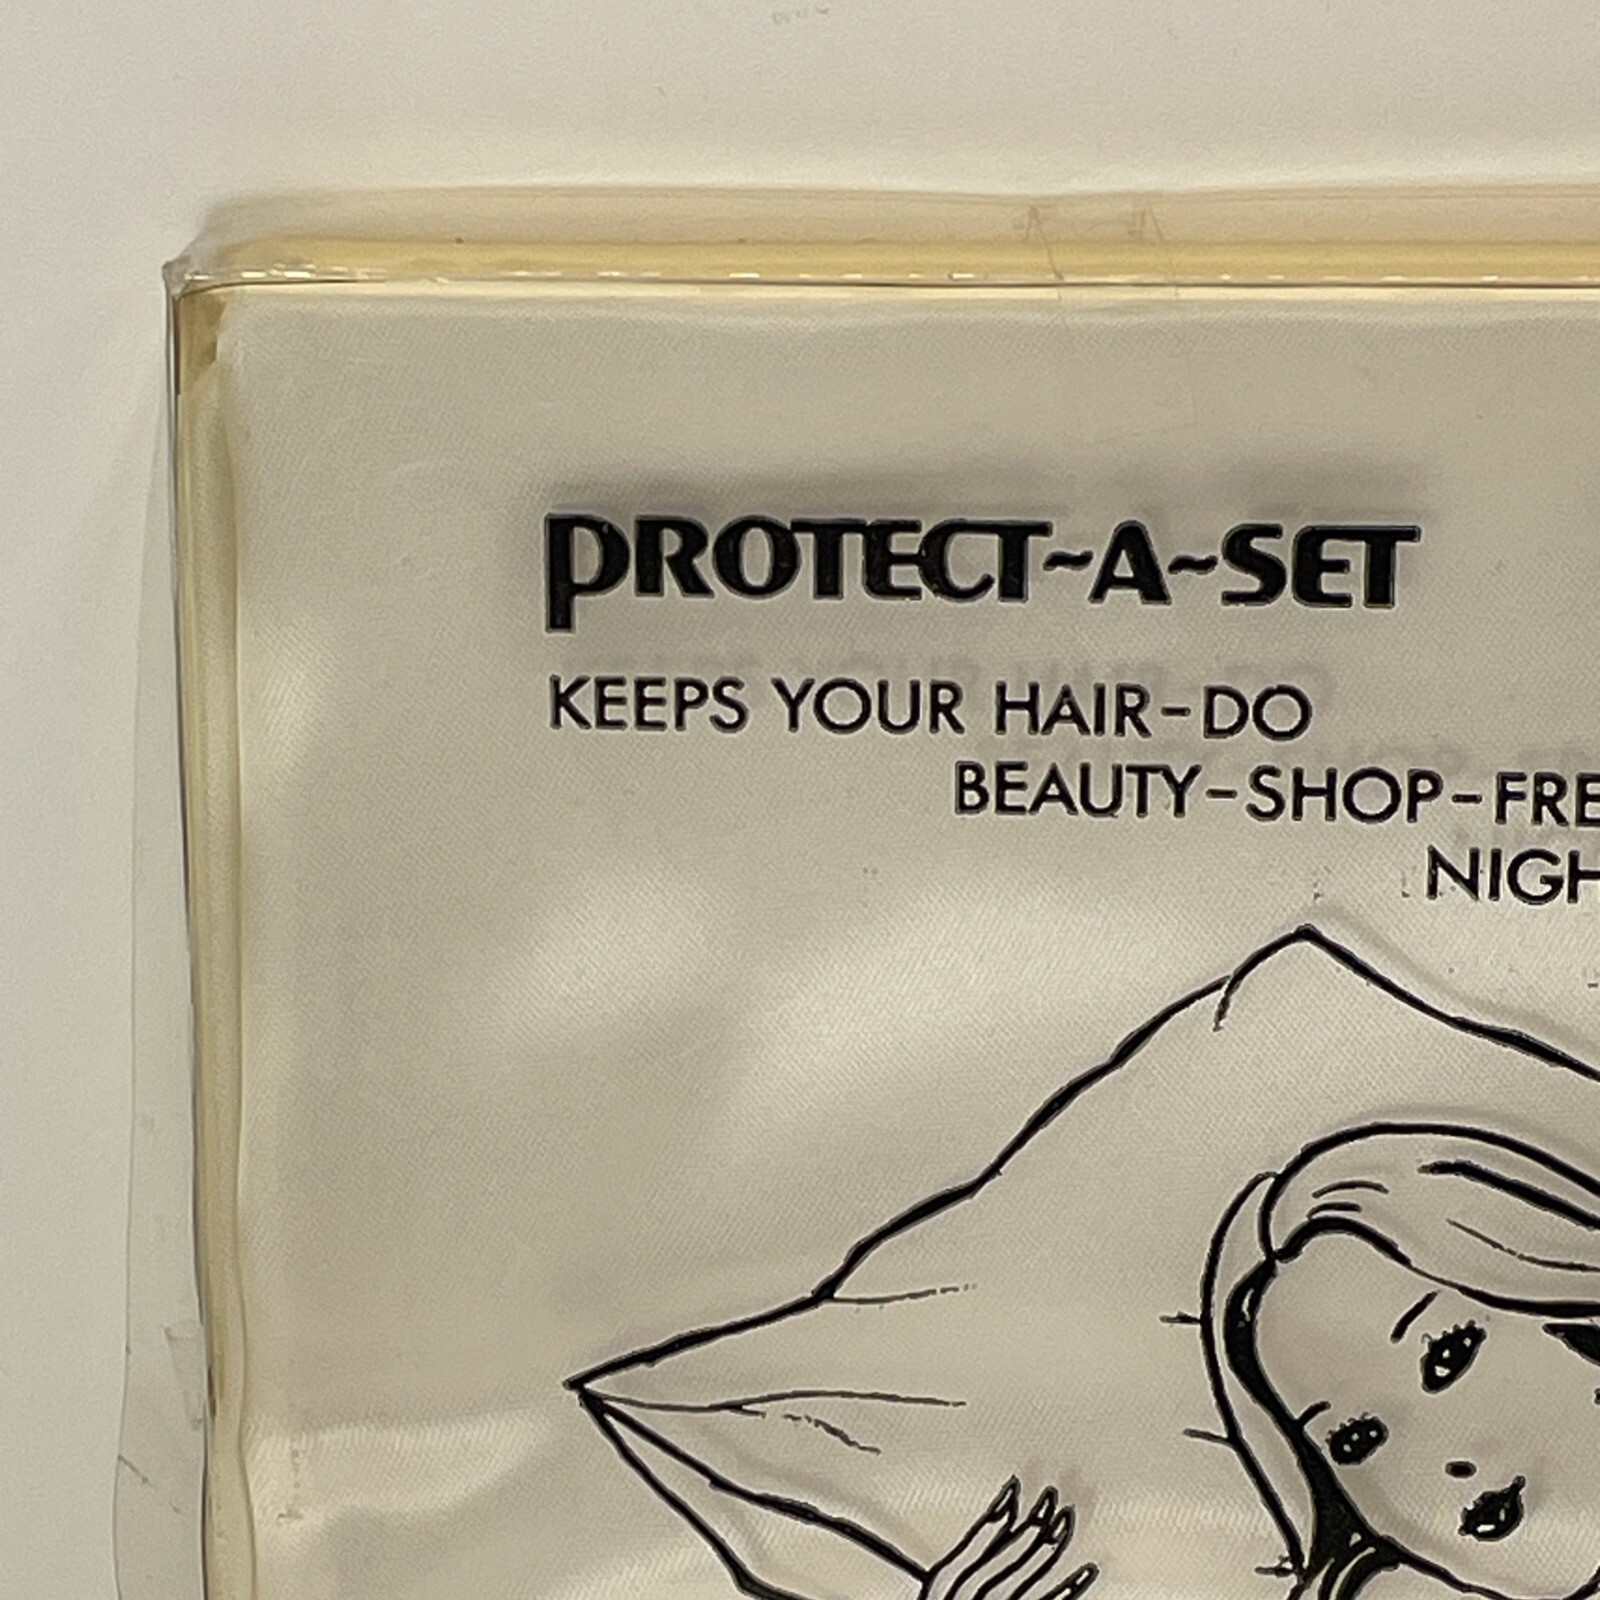 PROTECT~A~SET
KEEPS YOUR HAIR-DO
BEAUTY-SHOP-FRE
NIGH